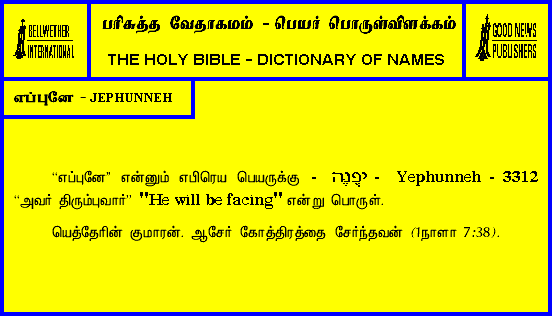 BELLWETHER
INTERNATIONAL
பரிசுத்த வேதாகமம் - பெயர் பொருள்விளக்கம்
THE HOLY BIBLE - DICTIONARY OF NAMES
GOOD NEWS
PUBLISHERS
எப்புனே - JEPHUNNEH
“எப்புனே” என்னும் எபிரெய பெயருக்கு - יְפֻנֶּה - Yephunneh - 3312
“அவர் திரும்புவார்” "He will be facing" என்று பொருள்.
யெத்தேரின் குமாரன். ஆசேர் கோத்திரத்தை சேர்ந்தவன் (1நாளா 7:38).